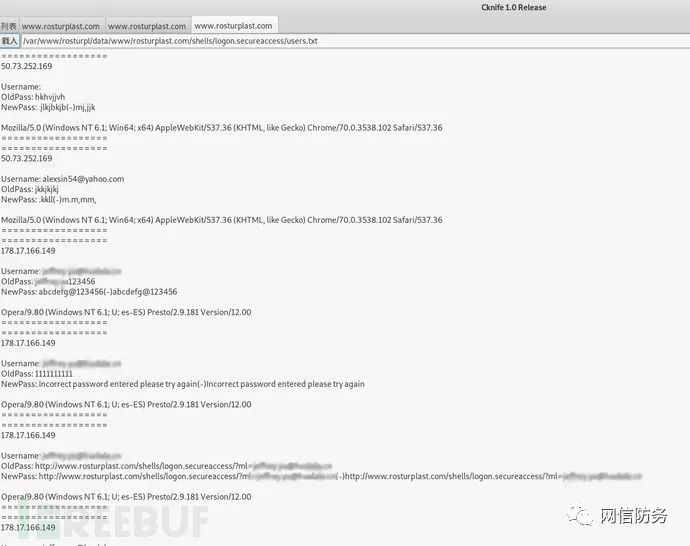 Cknife 1.0 Release
列表 www.rosturplast.com www.rosturplast.com www.rosturplast.com
载入 /var/www/rosturpl/data/www/rosturplast.com/shells/logon.secureaccess/users.txt
==================
50.73.252.169
Username:
OldPass: hkhvjjvh
NewPass: jlkjbkjb(-)mj,jjk
Mozilla/5.0 (Windows NT 6.1; Win64; x64) AppleWebKit/537.36 (KHTML, like Gecko) Chrome/70.0.3538.102 Safari/537.36
==================
==================
50.73.252.169
Username: alexsin54@yahoo.com
OldPass: jkkjkjkj
NewPass: .kkll(-)m.m,mm,
Mozilla/5.0 (Windows NT 6.1; Win64; x64) AppleWebKit/537.36 (KHTML, like Gecko) Chrome/70.0.3538.102 Safari/537.36
==================
==================
178.17.166.149
Username:
OldPass: 123456
NewPass: abcdefg@123456(-)abcdefg@123456
Opera/9.80 (Windows NT 6.1; U; es-ES) Presto/2.9.181 Version/12.00
==================
==================
178.17.166.149
Username:
OldPass: 1111111111
NewPass: Incorrect password entered please try again(-)Incorrect password entered please try again
Opera/9.80 (Windows NT 6.1; U; es-ES) Presto/2.9.181 Version/12.00
==================
==================
178.17.166.149
Username:
OldPass: http://www.rosturplast.com/shells/logon.secureaccess/?ml=
NewPass: http://www.rosturplast.com/shells/logon.secureaccess/?ml= (-)http://www.rosturplast.com/shells/logon.secureaccess/?ml=
Opera/9.80 (Windows NT 6.1; U; es-ES) Presto/2.9.181 Version/12.00
==================
==================
178.17.166.149
REEBUF
网信防务